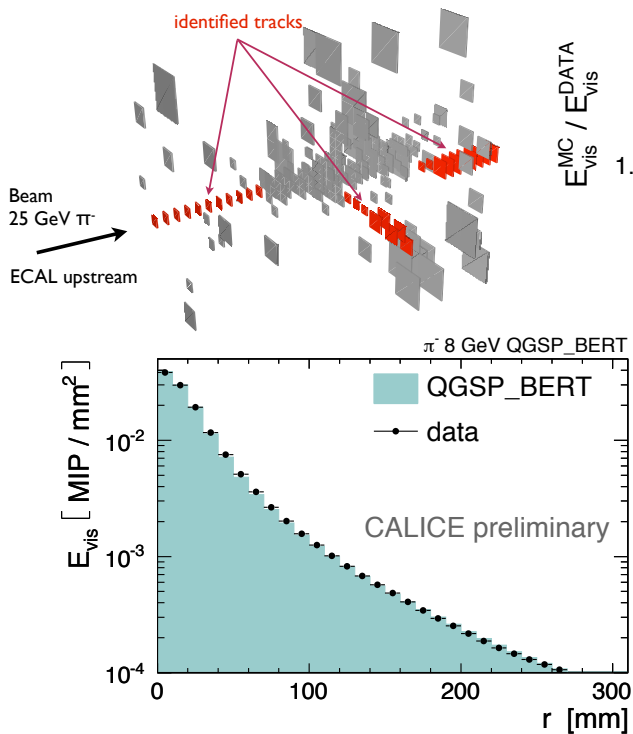 identified tracks
E_vis^MC / E_vis^DATA
1.
Beam
25 GeV π⁻
ECAL upstream
π⁻ 8 GeV QGSP_BERT
QGSP_BERT
data
CALICE preliminary
E_vis [ MIP / mm² ]
10⁻²
10⁻³
10⁻⁴
0 100 200 300
r [mm]